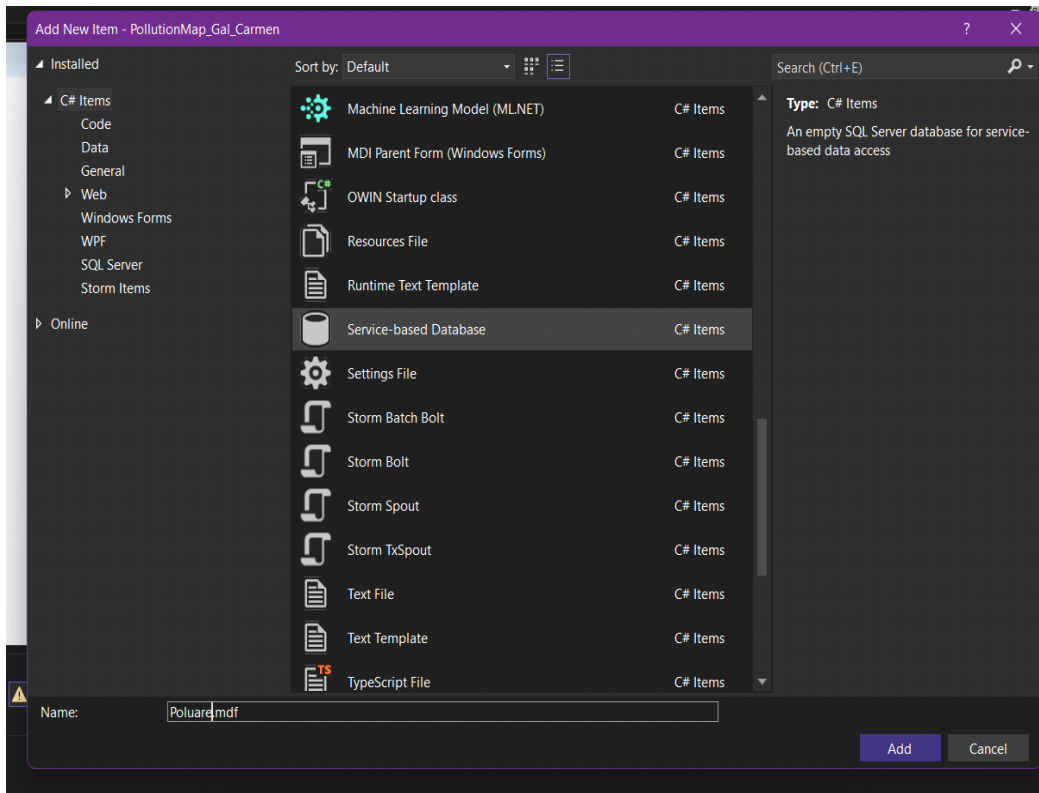 Add New Item - PollutionMap_Gal_Carmen
?
Installed
Sort by: Default
Search (Ctrl+E)
C# Items
Code
Data
General
Web
Windows Forms
WPF
SQL Server
Storm Items
Online
Machine Learning Model (ML.NET) C# Items
MDI Parent Form (Windows Forms) C# Items
C#
OWIN Startup class C# Items
Resources File C# Items
Runtime Text Template C# Items
Service-based Database C# Items
Settings File C# Items
Storm Batch Bolt C# Items
Storm Bolt C# Items
Storm Spout C# Items
Storm TxSpout C# Items
Text File C# Items
Text Template C# Items
TS
TypeScript File C# Items
Type: C# Items
An empty SQL Server database for service-
based data access
Name: Poluare.mdf
Add Cancel